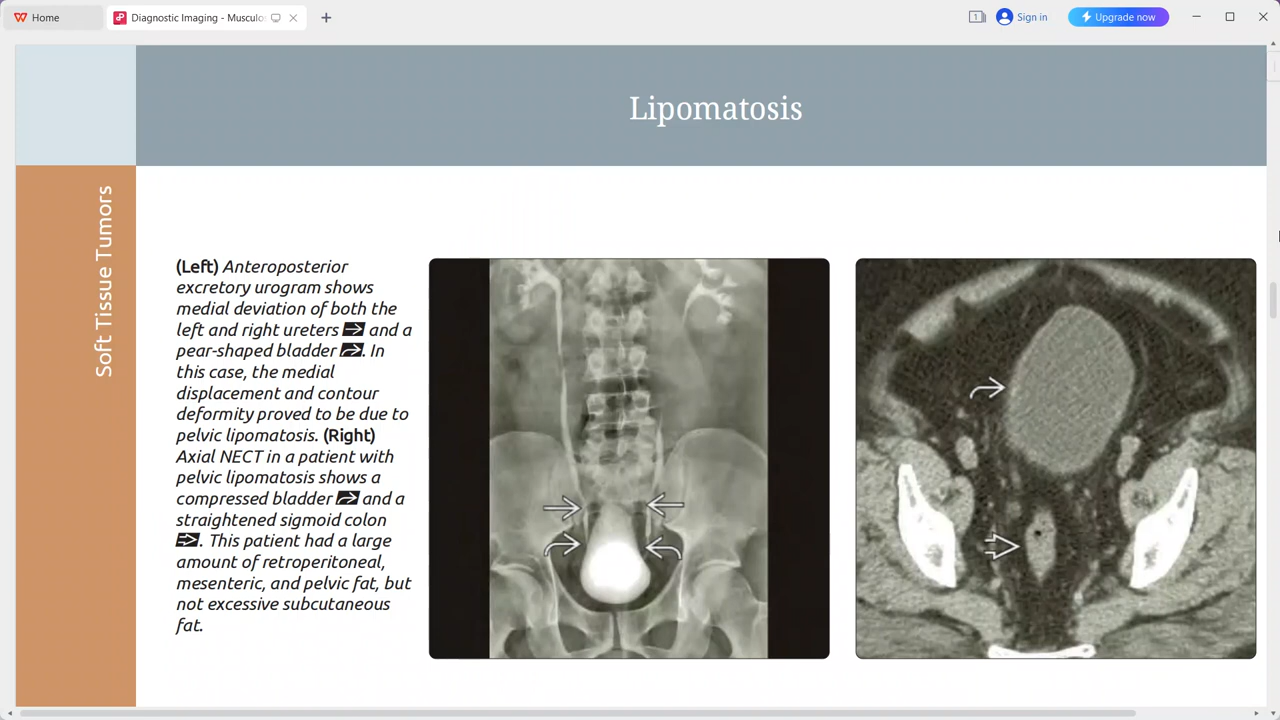 Home
Diagnostic Imaging - Musculos
1
Sign in
Upgrade now
Lipomatosis
Soft Tissue Tumors
(Left) Anteroposterior
excretory urogram shows
medial deviation of both the
left and right ureters and a
pear-shaped bladder . In
this case, the medial
displacement and contour
deformity proved to be due to
pelvic lipomatosis. (Right)
Axial NECT in a patient with
pelvic lipomatosis shows a
compressed bladder and a
straightened sigmoid colon
. This patient had a large
amount of retroperitoneal,
mesenteric, and pelvic fat, but
not excessive subcutaneous
fat.